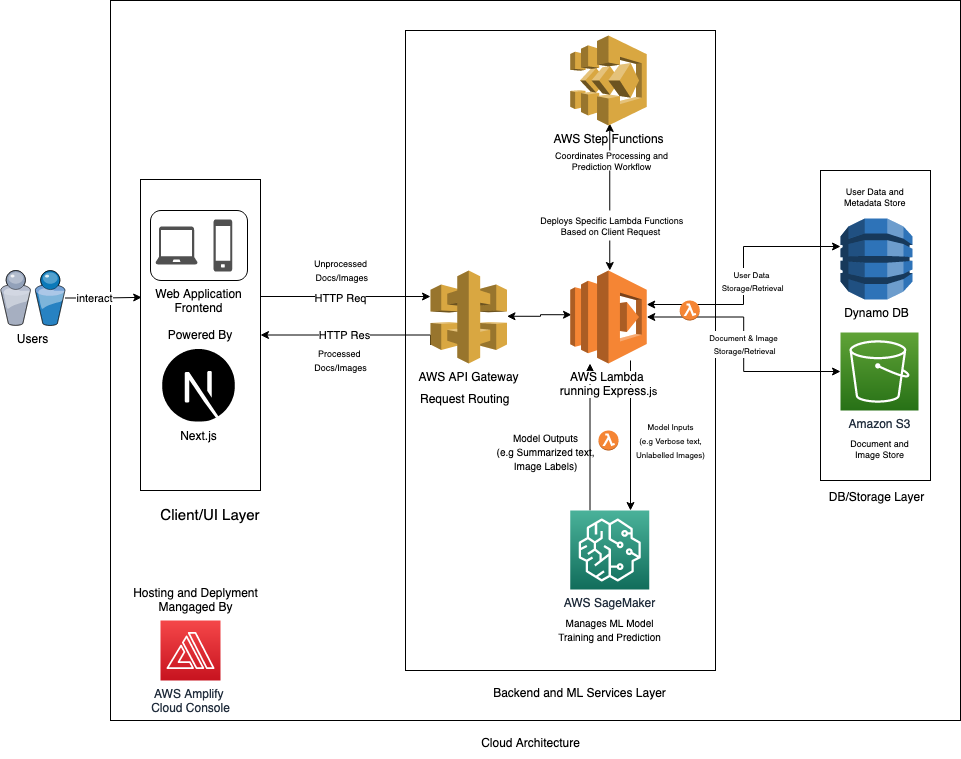 AWS Step Functions
Coordinates Processing and
Prediction Workflow
Deploys Specific Lambda Functions
Based on Client Request
Users
interact
Web Application
Frontend
Powered By
N
Next.js
Client/UI Layer
Unprocessed
Docs/Images
HTTP Req
HTTP Res
Processed
Docs/Images
AWS API Gateway
Request Routing
AWS Lambda
running Express.js
User Data
Storage/Retrieval
λ
Document & Image
Storage/Retrieval
User Data and
Metadata Store
Dynamo DB
Amazon S3
Document and
Image Store
DB/Storage Layer
Model Outputs
(e.g Summarized text,
Image Labels)
λ
Model Inputs
(e.g Verbose text,
Unlabelled Images)
AWS SageMaker
Manages ML Model
Training and Prediction
Backend and ML Services Layer
Hosting and Deplyment
Mangaged By
AWS Amplify
Cloud Console
Cloud Architecture